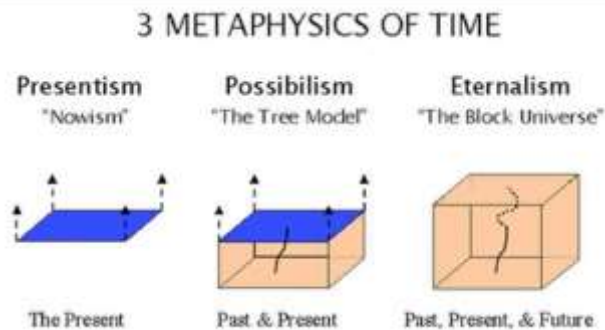 3 METAPHYSICS OF TIME
Presentism
"Nowism"
Possibilism
"The Tree Model"
Eternalism
"The Block Universe"
The Present
Past & Present
Past, Present, & Future